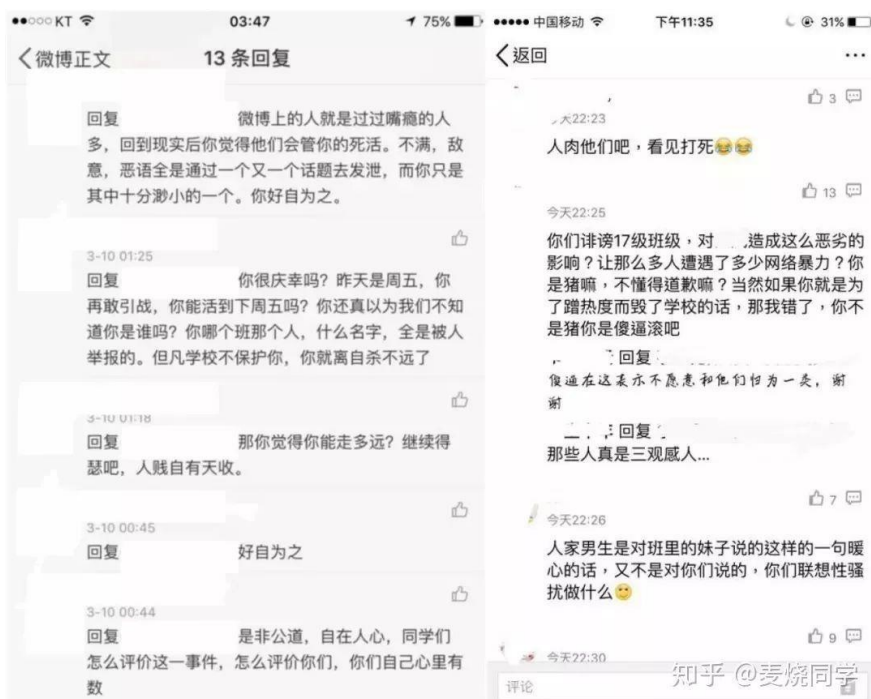 KT 03:47 75%
微博正文 13 条回复
回复 微博上的人就是过过嘴瘾的人
多，回到现实后你觉得他们会管你的死活。不满，敌
意，恶语全是通过一个又一个话题去发泄，而你只是
其中十分渺小的一个。你好自为之。
3-10 01:25
回复 你很庆幸吗？昨天是周五，你
再敢引战，你能活到下周五吗？你还真以为我们不知
道你是谁吗？你哪个班那个人，什么名字，全是被人
举报的。但凡学校不保护你，你就离自杀不远了
3-10 01:18
回复 那你觉得你能走多远？继续得
瑟吧，人贱自有天收。
3-10 00:45
回复 好自为之
3-10 00:44
回复 是非公道，自在人心，同学们
怎么评价这一事件，怎么评价你们，你们自己心里有
数
中国移动 下午11:35 31%
返回
3
天22:23
人肉他们吧，看见打死😂😂
13
今天22:25
你们诽谤17级班级，对 造成这么恶劣的
影响？让那么多人遭遇了多少网络暴力？你
是猪嘛，不懂得道歉嘛？当然如果你就是为
了蹭热度而毁了学校的话，那我错了，你不
是猪你是傻逼滚吧
回复
傻逼在这表示不愿意和他们归为一类，谢
谢
回复
那些人真是三观感人...
7
今天22:26
人家男生是对班里的妹子说的这样的一句暖
心的话，又不是对你们说的，你们联想性骚
扰做什么🙂
9
今天22:30
评论
知乎 @麦烧同学